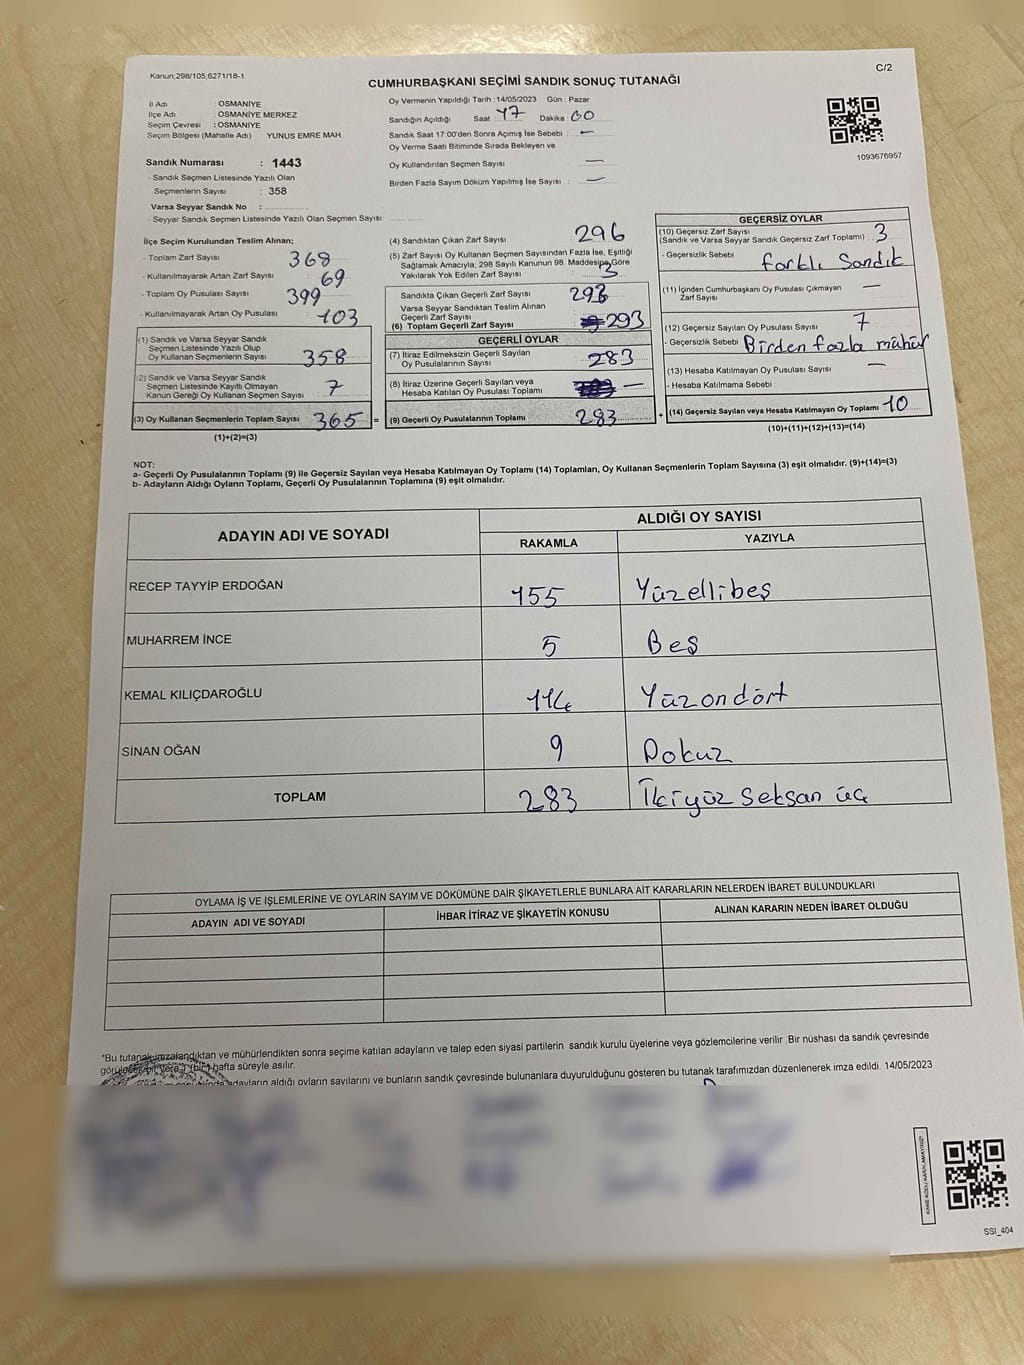 Kanun;298/105;6271/18-1
C/2
CUMHURBAŞKANI SEÇİMİ SANDIK SONUÇ TUTANAĞI
İl Adı : OSMANİYE
İlçe Adı : OSMANİYE MERKEZ
Seçim Çevresi : OSMANİYE
Seçim Bölgesi (Mahalle Adı) : YUNUS EMRE MAH.
Sandık Numarası : 1443
- Sandık Seçmen Listesinde Yazılı Olan
Seçmenlerin Sayısı : 358
Varsa Seyyar Sandık No :
- Seyyar Sandık Seçmen Listesinde Yazılı Olan Seçmen Sayısı:
Oy Vermenin Yapıldığı Tarih : 14/05/2023 Gün : Pazar
Sandığın Açıldığı Saat 17 Dakika 00
Sandık Saat 17:00'den Sonra Açımış İse Sebebi : —
Oy Verme Saati Bitiminde Sırada Bekleyen ve
Oy Kullandırılan Seçmen Sayısı —
Birden Fazla Sayım Döküm Yapılmış İse Sayısı : —
1093676957
İlçe Seçim Kurulundan Teslim Alınan;
- Toplam Zarf Sayısı 368
- Kullanılmayarak Artan Zarf Sayısı 69
- Toplam Oy Pusulası Sayısı 399
- Kullanılmayarak Artan Oy Pusulası 103
(1) Sandık ve Varsa Seyyar Sandık
Seçmen Listesinde Yazılı Olup
Oy Kullanan Seçmenlerin Sayısı 358
(2) Sandık ve Varsa Seyyar Sandık
Seçmen Listesinde Kayıtlı Olmayan
Kanun Gereği Oy Kullanan Seçmen Sayısı 7
(3) Oy Kullanan Seçmenlerin Toplam Sayısı 365 =
(1)+(2)=(3)
(4) Sandıktan Çıkan Zarf Sayısı 296
(5) Zarf Sayısı Oy Kullanan Seçmen Sayısından Fazla İse, Eşitliği
Sağlamak Amacıyla, 298 Sayılı Kanunun 98. Maddesine Göre
Yakılarak Yok Edilen Zarf Sayısı 3
Sandıkta Çıkan Geçerli Zarf Sayısı 293
Varsa Seyyar Sandıktan Teslim Alınan
Geçerli Zarf Sayısı
(6) Toplam Geçerli Zarf Sayısı 293
GEÇERLİ OYLAR
(7) İtiraz Edilmeksizin Geçerli Sayılan
Oy Pusulalarının Sayısı 283
(8) İtiraz Üzerine Geçerli Sayılan veya
Hesaba Katılan Oy Pusulası Toplamı —
(9) Geçerli Oy Pusulalarının Toplamı 283 +
GEÇERSİZ OYLAR
(10) Geçersiz Zarf Sayısı
(Sandık ve Varsa Seyyar Sandık Geçersiz Zarf Toplamı) 3
- Geçersizlik Sebebi farklı Sandık
(11) İçinden Cumhurbaşkanı Oy Pusulası Çıkmayan
Zarf Sayısı —
(12) Geçersiz Sayılan Oy Pusulası Sayısı 7
- Geçersizlik Sebebi Birden fazla mühür
(13) Hesaba Katılmayan Oy Pusulası Sayısı —
- Hesaba Katılmama Sebebi :
(14) Geçersiz Sayılan veya Hesaba Katılmayan Oy Toplamı 10
(10)+(11)+(12)+(13)=(14)
NOT:
a- Geçerli Oy Pusulalarının Toplamı (9) ile Geçersiz Sayılan veya Hesaba Katılmayan Oy Toplamı (14) Toplamları, Oy Kullanan Seçmenlerin Toplam Sayısına (3) eşit olmalıdır. (9)+(14)=(3)
b- Adayların Aldığı Oyların Toplamı, Geçerli Oy Pusulalarının Toplamına (9) eşit olmalıdır.
ADAYIN ADI VE SOYADI
ALDIĞI OY SAYISI
RAKAMLA YAZIYLA
RECEP TAYYİP ERDOĞAN 155 Yüzellibeş
MUHARREM İNCE 5 Beş
KEMAL KILIÇDAROĞLU 114 Yüzondört
SİNAN OĞAN 9 Dokuz
TOPLAM 283 İkiyüz Seksan üç
OYLAMA İŞ VE İŞLEMLERİNE VE OYLARIN SAYIM VE DÖKÜMÜNE DAİR ŞİKAYETLERLE BUNLARA AİT KARARLARIN NELERDEN İBARET BULUNDUKLARI
ADAYIN ADI VE SOYADI İHBAR İTİRAZ VE ŞİKAYETİN KONUSU ALINAN KARARIN NEDEN İBARET OLDUĞU
*Bu tutanak imzalandıktan ve mühürlendikten sonra seçime katılan adayların ve talep eden siyasi partilerin sandık kurulu üyelerine veya gözlemcilerine verilir .Bir nüshası da sandık çevresinde
görülecek bir yere 1 (bir) hafta süreyle asılır.
adayların aldığı oyların sayılarını ve bunların sandık çevresinde bulunanlara duyurulduğunu gösteren bu tutanak tarafımızdan düzenlenerek imza edildi. 14/05/2023
SSI_404